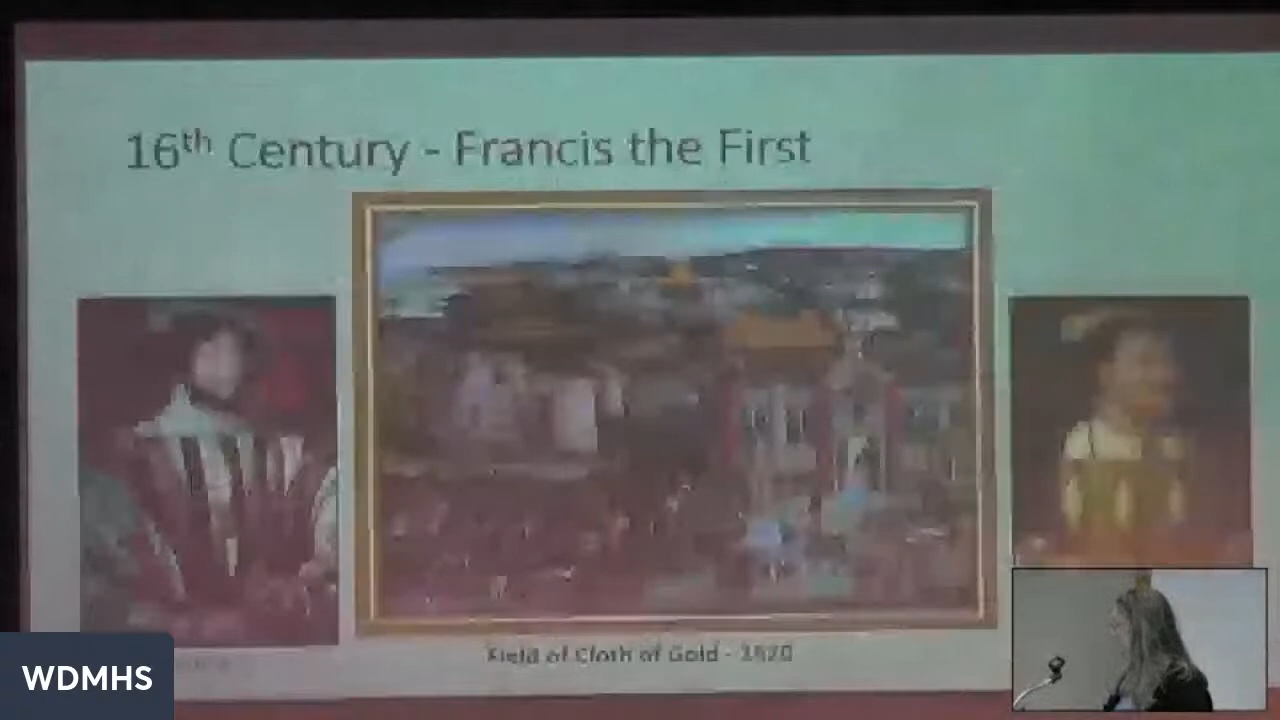 16th Century - Francis the First
Field of Cloth of Gold - 1520
WDMHS